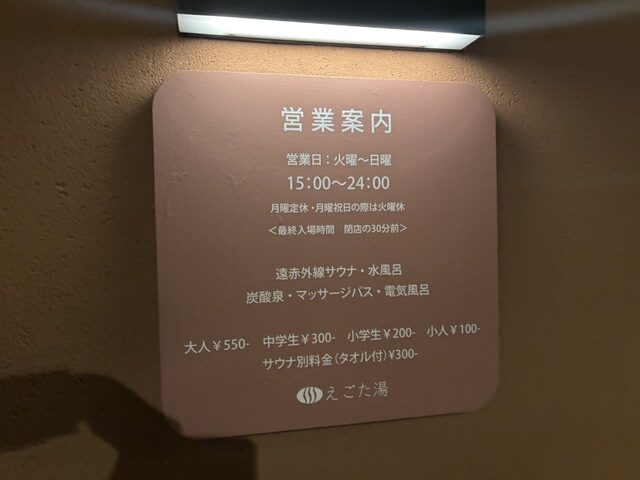 営業案内
営業日：火曜～日曜
15:00～24:00
月曜定休・月曜祝日の際は火曜休
＜最終入場時間　閉店の30分前＞
遠赤外線サウナ・水風呂
炭酸泉・マッサージバス・電気風呂
大人￥550-　中学生￥300-　小学生￥200-　小人￥100-
サウナ別料金（タオル付）¥300-
えごた湯